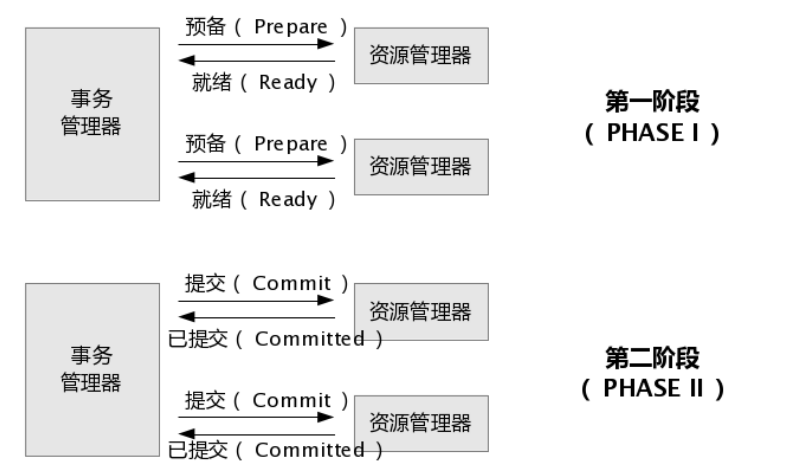 预备( Prepare )
事务
管理器
资源管理器
就绪( Ready )
第一阶段
( PHASE I )
预备( Prepare )
资源管理器
就绪( Ready )
提交( Commit )
事务
管理器
资源管理器
已提交( Committed )
第二阶段
( PHASE II )
提交( Commit )
资源管理器
已提交( Committed )